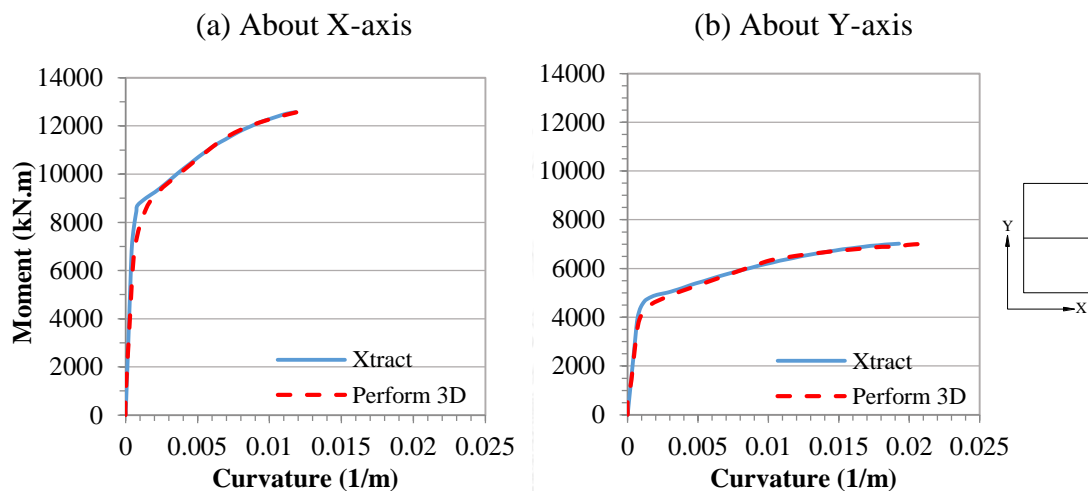 (a) About X-axis
14000
12000
10000
8000
6000
4000
2000
0
Moment (kN.m)
Xtract
Perform 3D
0 0.005 0.01 0.015 0.02 0.025
Curvature (1/m)
(b) About Y-axis
14000
12000
10000
8000
6000
4000
2000
0
Xtract
Perform 3D
0 0.005 0.01 0.015 0.02 0.025
Curvature (1/m)
Y
X